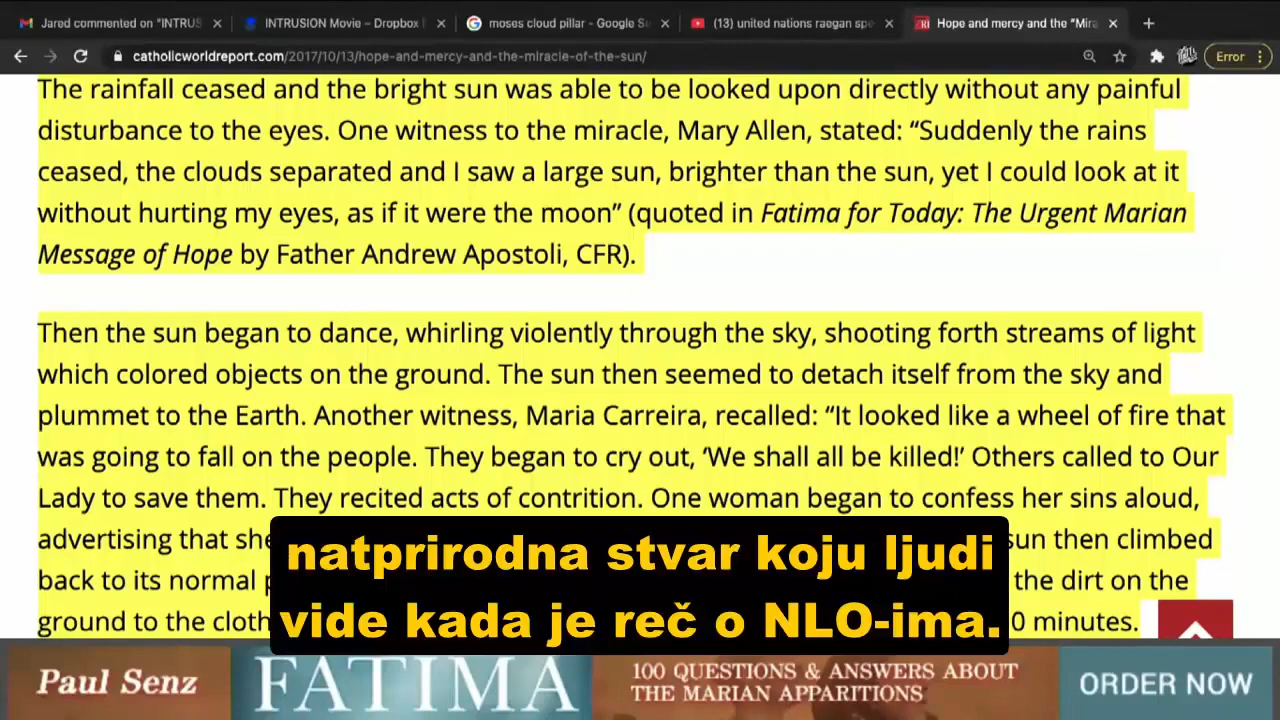 Jared commented on "INTRUS
INTRUSION Movie – Dropbox
moses cloud pillar - Google Se
(13) united nations raegan spe
Hope and mercy and the "Mira
catholicworldreport.com/2017/10/13/hope-and-mercy-and-the-miracle-of-the-sun/
Error
The rainfall ceased and the bright sun was able to be looked upon directly without any painful
disturbance to the eyes. One witness to the miracle, Mary Allen, stated: “Suddenly the rains
ceased, the clouds separated and I saw a large sun, brighter than the sun, yet I could look at it
without hurting my eyes, as if it were the moon” (quoted in Fatima for Today: The Urgent Marian
Message of Hope by Father Andrew Apostoli, CFR).
Then the sun began to dance, whirling violently through the sky, shooting forth streams of light
which colored objects on the ground. The sun then seemed to detach itself from the sky and
plummet to the Earth. Another witness, Maria Carreira, recalled: “It looked like a wheel of fire that
was going to fall on the people. They began to cry out, ‘We shall all be killed!’ Others called to Our
Lady to save them. They recited acts of contrition. One woman began to confess her sins aloud,
advertising that she sun then climbed
back to its normal the dirt on the
ground to the 0 minutes.
natprirodna stvar koju ljudi
vide kada je reč o NLO-ima.
Paul Senz
FATIMA
100 QUESTIONS & ANSWERS ABOUT
THE MARIAN APPARITIONS
ORDER NOW